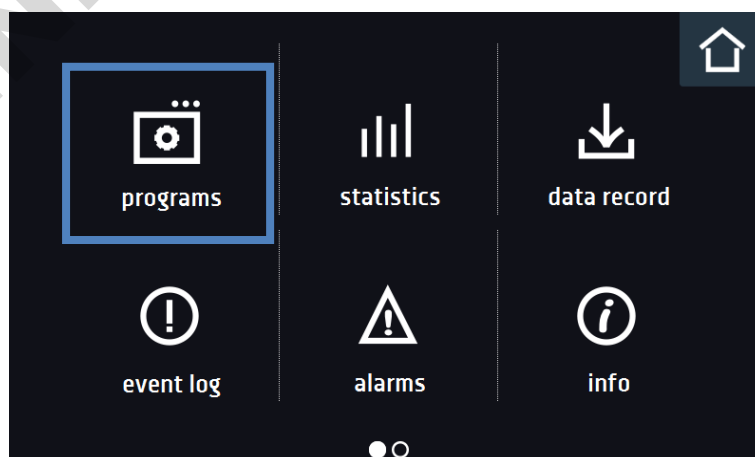 programs
statistics
data record
event log
alarms
info